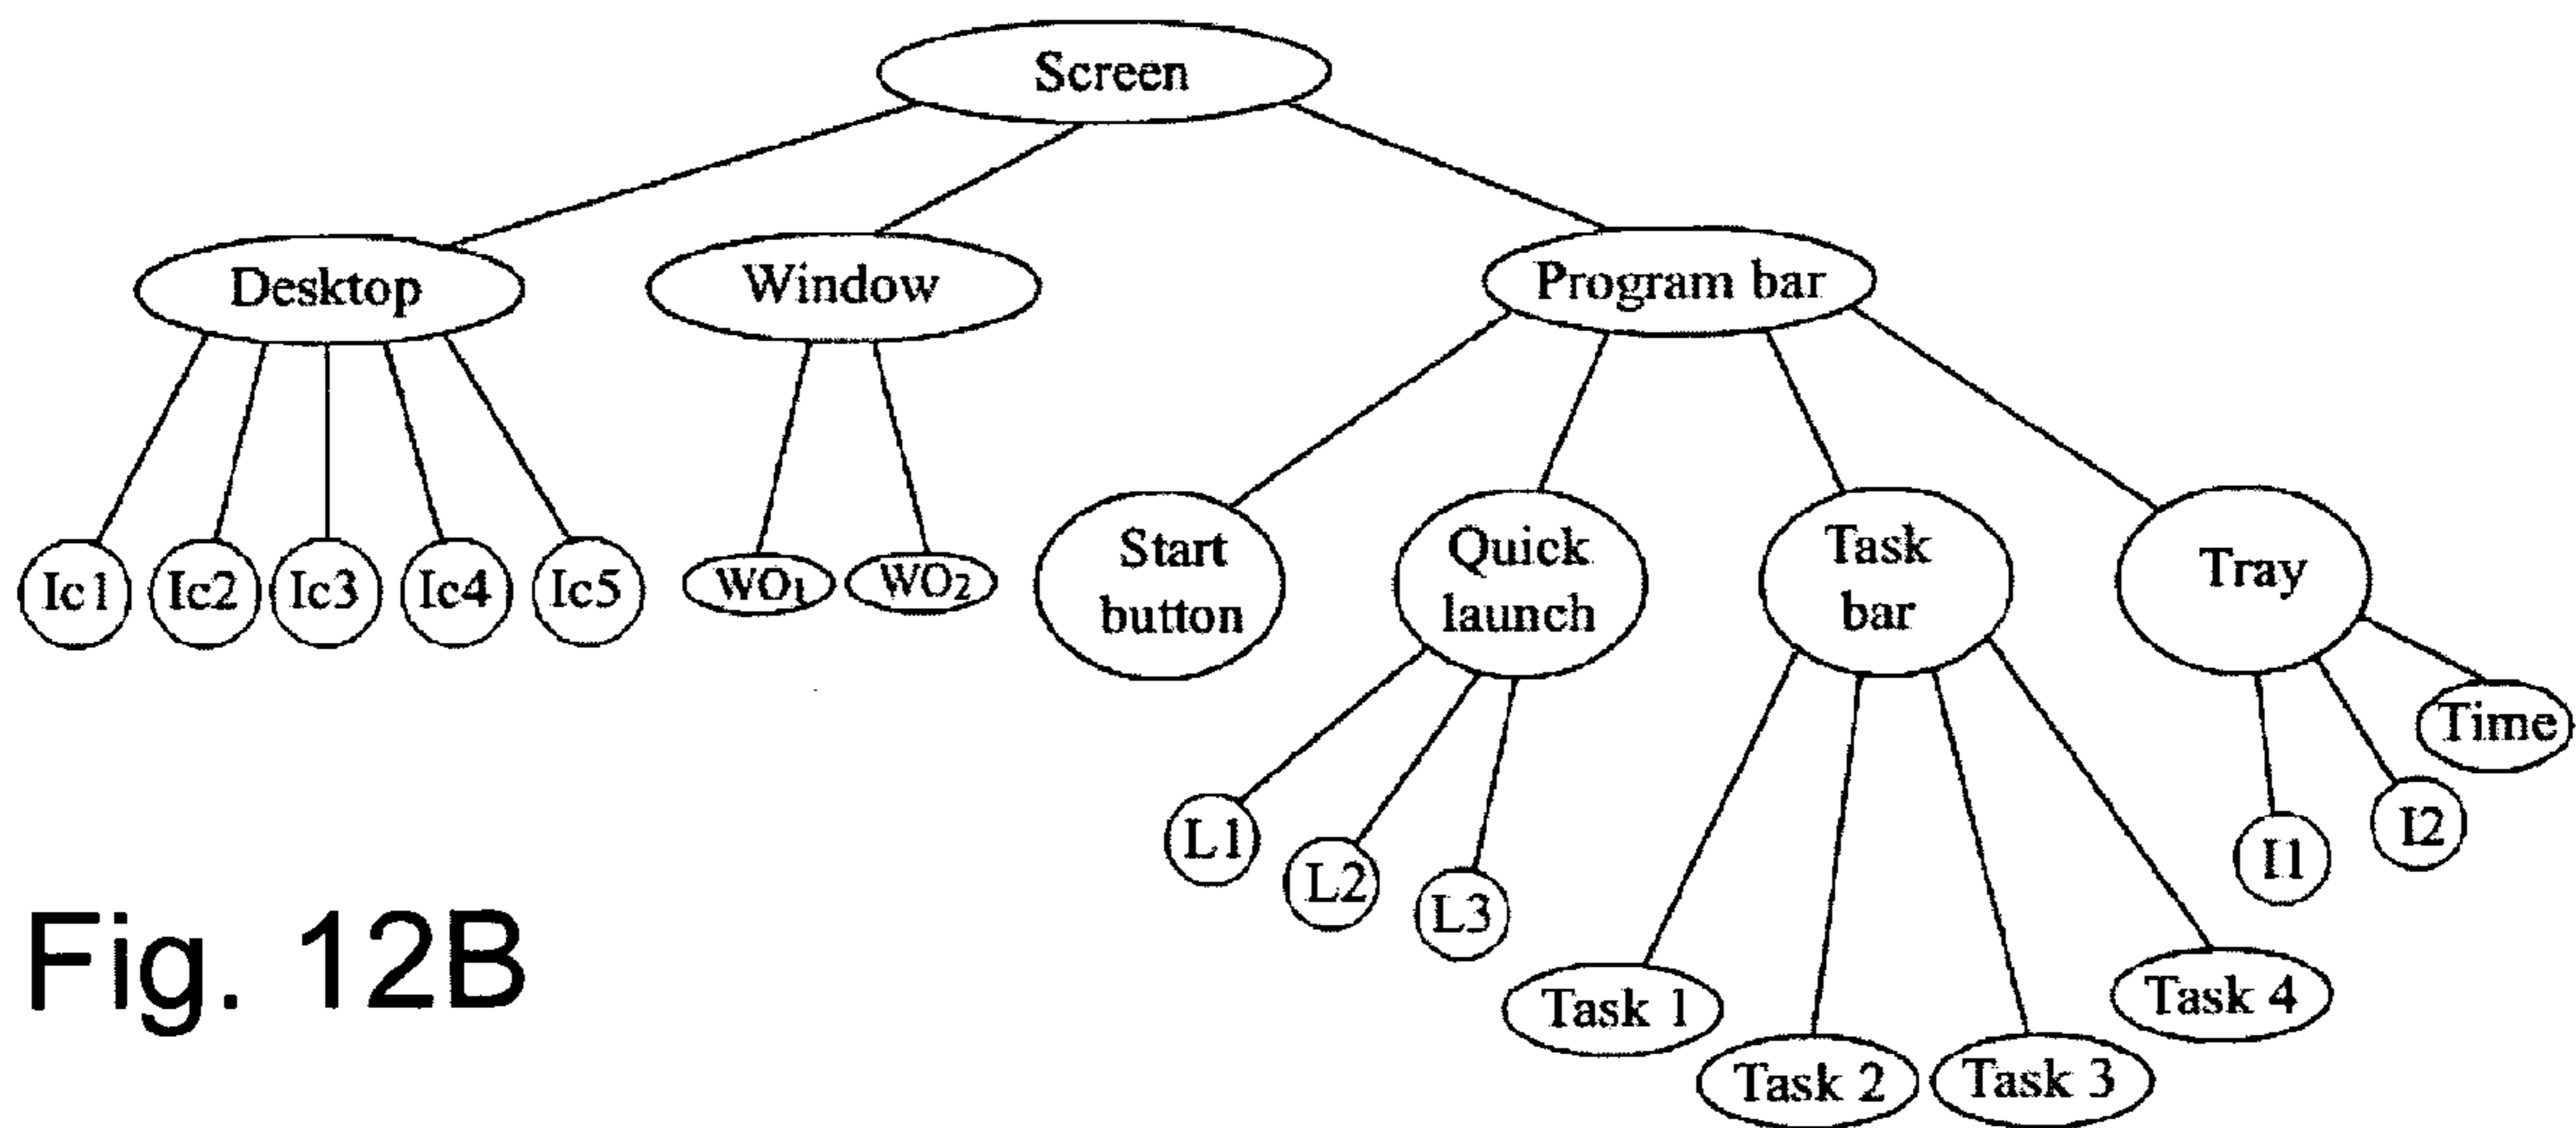 Screen
Desktop
Window
Program bar
Ic1
Ic2
Ic3
Ic4
Ic5
WO1
WO2
Start
button
Quick
launch
Task
bar
Tray
Time
L1
L2
L3
I1
I2
Task 1
Task 2
Task 3
Task 4
Fig. 12B